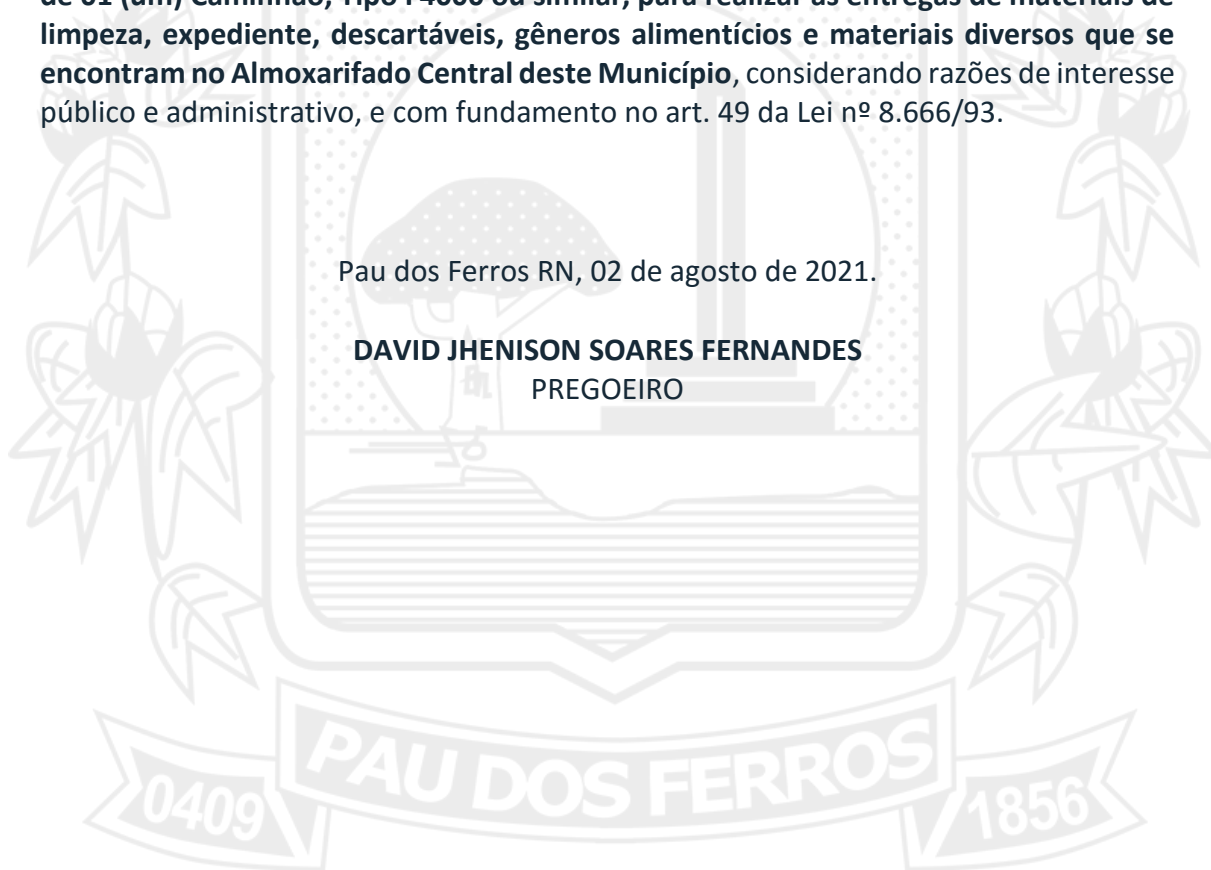 de 01 (um) Caminhão, Tipo F4000 ou similar, para realizar as entregas de materiais de
limpeza, expediente, descartáveis, gêneros alimentícios e materiais diversos que se
encontram no Almoxarifado Central deste Município, considerando razões de interesse
público e administrativo, e com fundamento no art. 49 da Lei nº 8.666/93.
Pau dos Ferros RN, 02 de agosto de 2021.
DAVID JHENISON SOARES FERNANDES
PREGOEIRO
PAU DOS FERROS
0409
1856